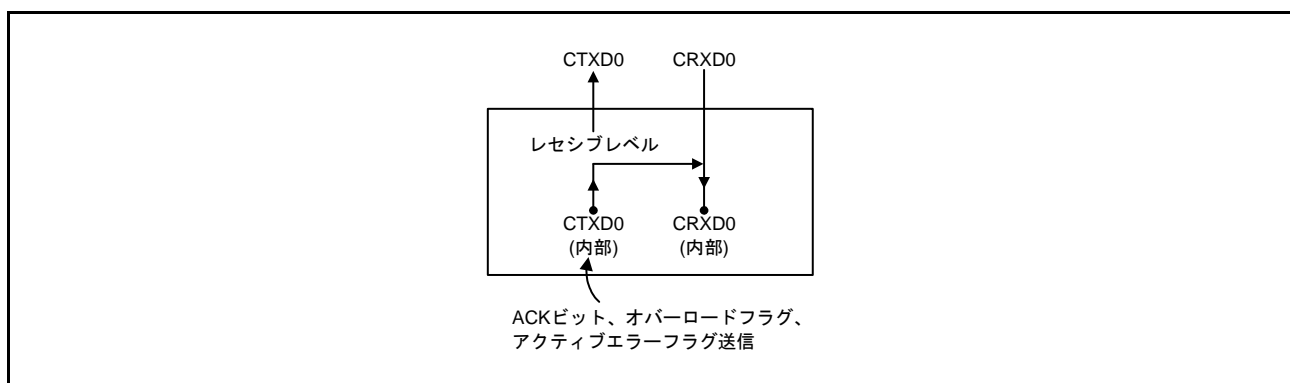 CTXD0 CRXD0
レセシブレベル
CTXD0 CRXD0
(内部) (内部)
ACKビット、オーバーロードフラグ、
アクティブエラーフラグ送信